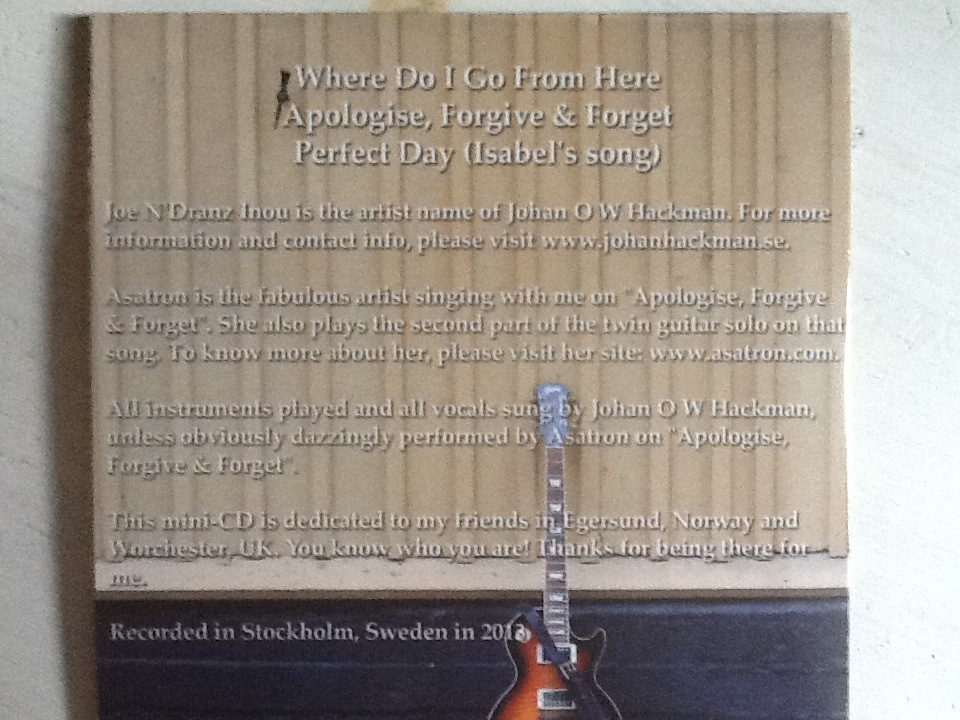 Where Do I Go From Here
Apologise, Forgive & Forget
Perfect Day (Isabel's song)
Joe N'Dranz Inou is the artist name of Johan O W Hackman. For more
information and contact info, please visit www.johanhackman.se.
Asatron is the fabulous artist singing with me on "Apologise, Forgive
& Forget". She also plays the second part of the twin guitar solo on that
song. To know more about her, please visit her site: www.asatron.com.
All instruments played and all vocals sung by Johan O W Hackman,
unless obviously dazzingly performed by Asatron on "Apologise,
Forgive & Forget".
This mini-CD is dedicated to my friends in Egersund, Norway and
Worchester, UK. You know who you are! Thanks for being there for
me.
Recorded in Stockholm, Sweden in 2013.